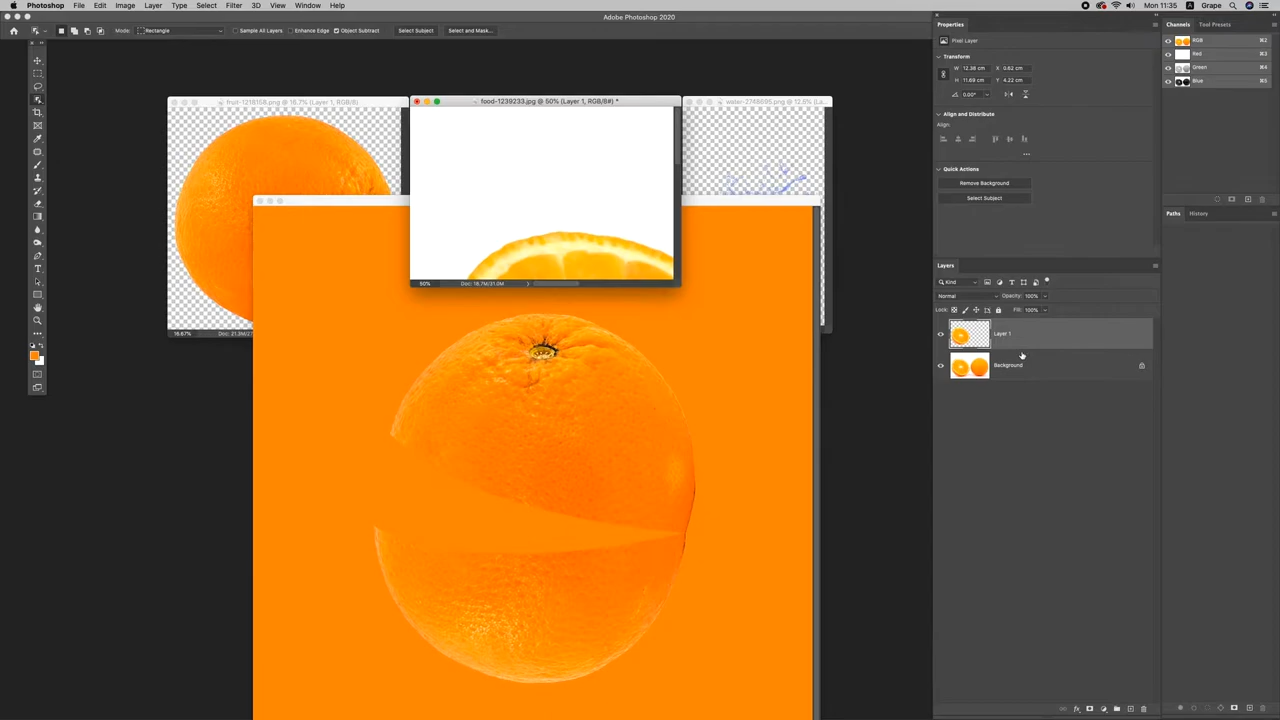 Photoshop File Edit Image Layer Type Select Filter 3D View Window Help
Mon 11:35 Grape
Adobe Photoshop 2020
Mode: Rectangle Sample All Layers Enhance Edge Object Subtract Select Subject Select and Mask...
fruit-1218158.png @ 16.7% (Layer 1, RGB/8)
food-1239233.jpg @ 50% (Layer 1, RGB/8#) *
water-2748695.png @ 12.5% (La...
16.67% Doc: 21.3M/2
50% Doc: 16.7M/21.0M
Properties
Pixel Layer
Transform
W: 12.38 cm X: 0.62 cm
H: 11.69 cm Y: 4.22 cm
0.00°
Align and Distribute
Align:
Quick Actions
Remove Background
Select Subject
Layers
Kind
Normal Opacity: 100%
Lock: Fill: 100%
Layer 1
Background
Channels Tool Presets
RGB ⌘2
Red ⌘3
Green ⌘4
Blue ⌘5
Paths History